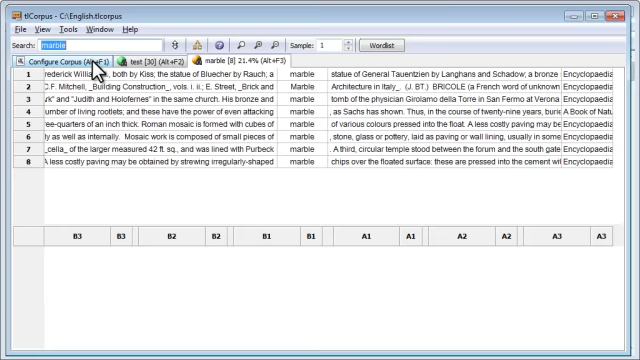 tlCorpus - C:\English.tlcorpus
File View Tools Window Help
Search: marble Sample: 1 Wordlist
Configure Corpus (Alt+F1) test [30] (Alt+F2) marble [8] 21.4% (Alt+F3)
1 rederick Willis , both by Kiss; the statue of Bluecher by Rauch; a marble statue of General Tauentzien by Langhans and Schadow; a bronze Encyclopaedia
2 C.F. Mitchell, _Building Construction_, vols. i. ii.; E. Street, _Brick and Marble Architecture in Italy_. (J. BT.) BRICOLE (a French word of unknown Encyclopaedia
3 rk" and "Judith and Holofernes" in the same church. His bronze and marble tomb of the physician Girolamo della Torre in San Fermo at Verona Encyclopaedia
4 umber of living rootlets; and these have the power of even attacking marble , as Sachs has shown. Thus, in the course of twenty-nine years, burie A Book of Natu
5 ree-quarters of an inch thick. Roman mosaic is formed with cubes of marble of various colours pressed into the float. A less costly paving may be Encyclopaedia
6 ly as well as internally. Mosaic work is composed of small pieces of marble , stone, glass or pottery, laid as paving or wall lining, usually in some Encyclopaedia
7 _cella_ of the larger measured 42 ft. sq., and was lined with Purbeck marble . A third, circular temple stood between the forum and the south gate Encyclopaedia
8 A less costly paving may be obtained by strewing irregularly-shaped marble chips over the floated surface: these are pressed into the cement wit Encyclopaedia
B3 B3 B2 B2 B1 B1 A1 A1 A2 A2 A3 A3